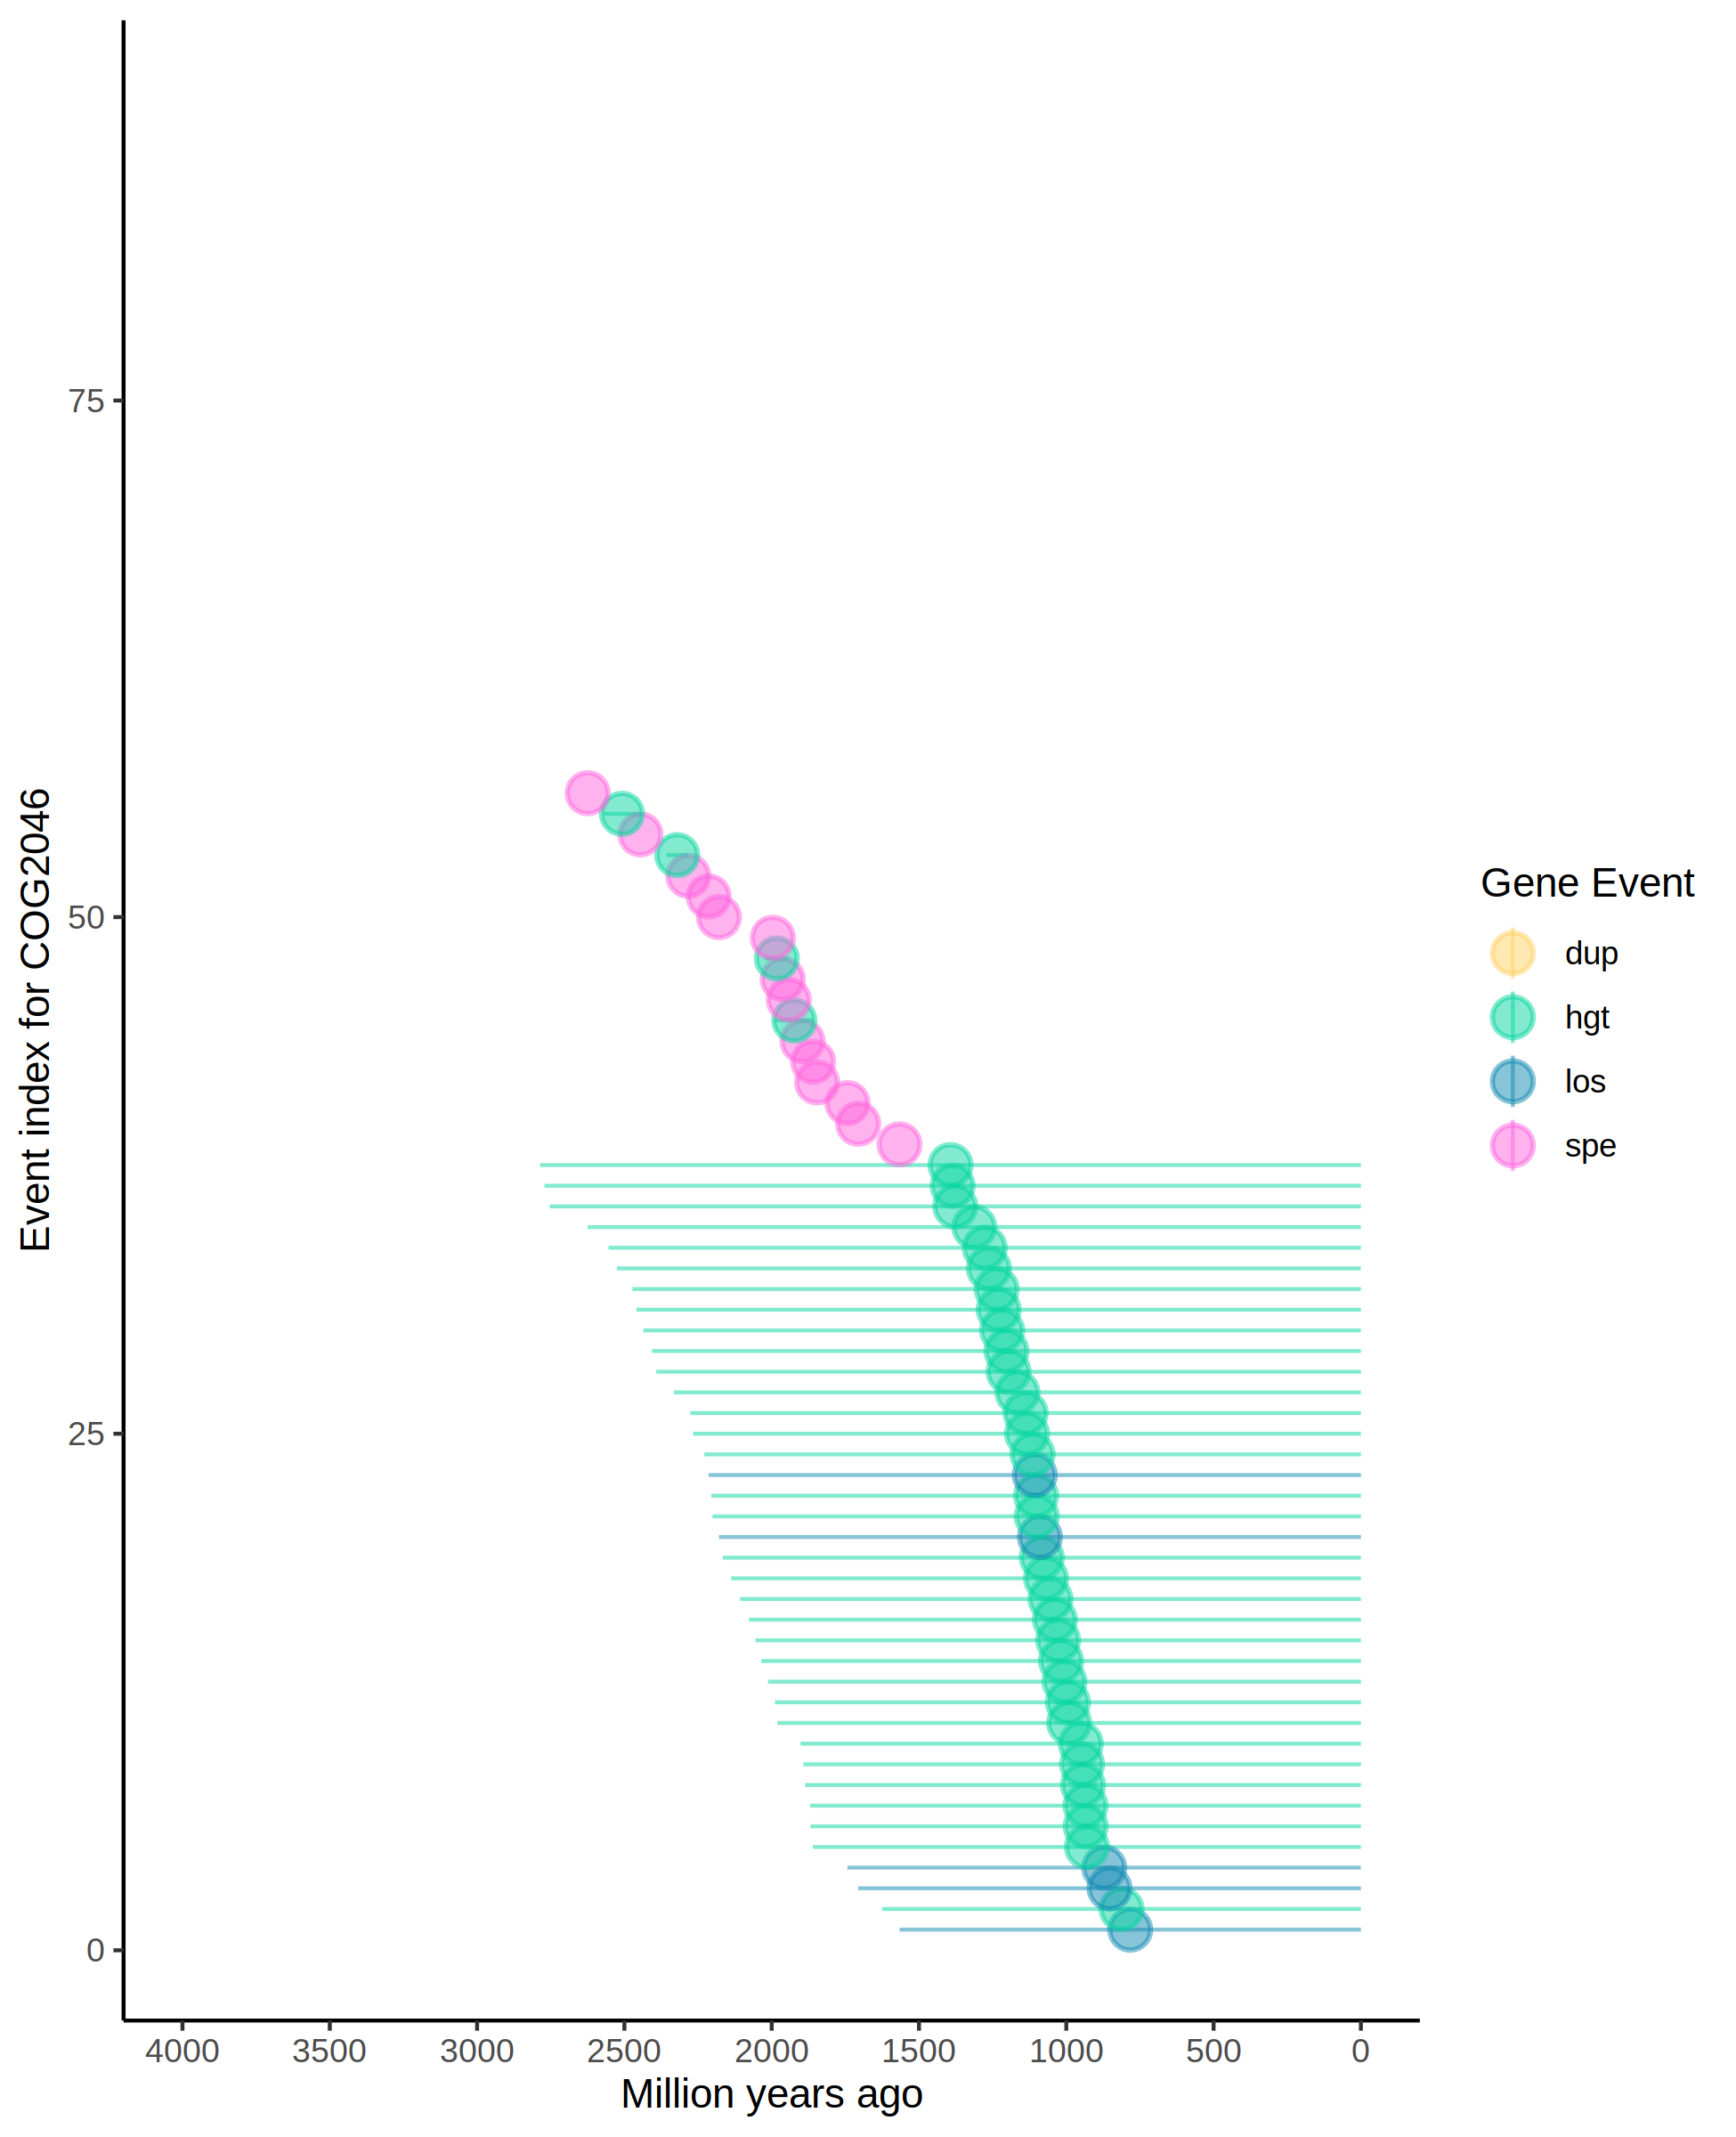 Event index for COG2046
75
50
25
0
4000 3500 3000 2500 2000 1500 1000 500 0
Million years ago
Gene Event
dup
hgt
los
spe